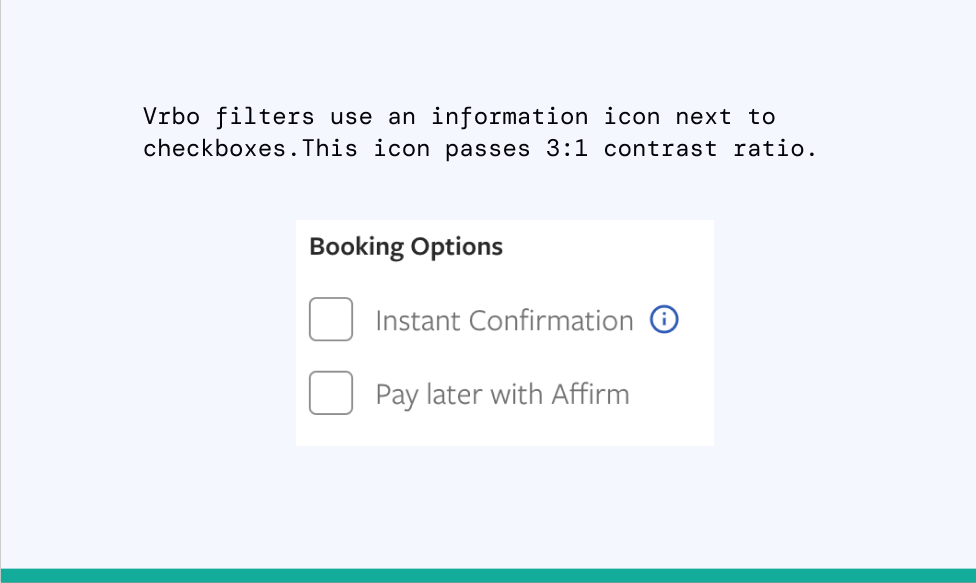 Vrbo filters use an information icon next to
checkboxes.This icon passes 3:1 contrast ratio.
Booking Options
Instant Confirmation
Pay later with Affirm